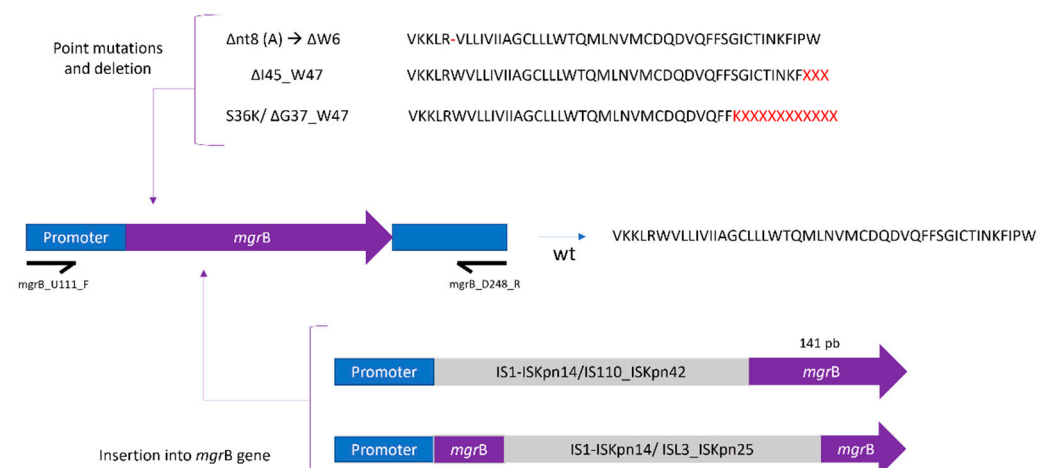 Point mutations
and deletion
Δnt8 (A) → ΔW6 VKKLR-VLLIVIIAGCLLLWTQMLNVMCDQDVQFFSGICTINKFIPW
ΔI45_W47 VKKLRWVLLIVIIAGCLLLWTQMLNVMCDQDVQFFSGICTINKFXXX
S36K/ ΔG37_W47 VKKLRWVLLIVIIAGCLLLWTQMLNVMCDQDVQFFKXXXXXXXXXXX
Promoter mgrB
wt
VKKLRWVLLIVIIAGCLLLWTQMLNVMCDQDVQFFSGICTINKFIPW
mgrB_U111_F mgrB_D248_R
141 pb
Promoter IS1-ISKpn14/IS110_ISKpn42 mgrB
Promoter mgrB IS1-ISKpn14/ ISL3_ISKpn25 mgrB
Insertion into mgrB gene